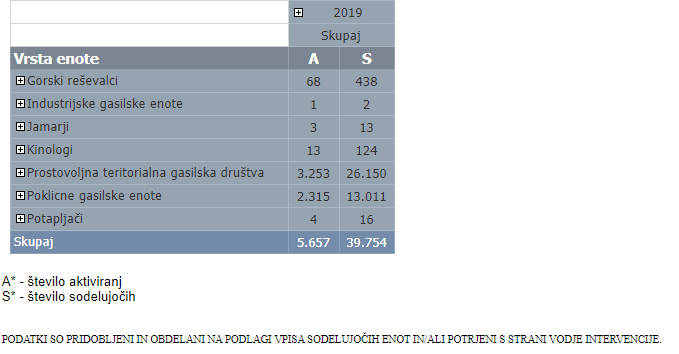 2019
Skupaj
Vrsta enote A S
Gorski reševalci 68 438
Industrijske gasilske enote 1 2
Jamarji 3 13
Kinologi 13 124
Prostovoljna teritorialna gasilska društva 3.253 26.150
Poklicne gasilske enote 2.315 13.011
Potapljači 4 16
Skupaj 5.657 39.754
A* - število aktiviranj
S* - število sodelujočih
PODATKI SO PRIDOBLJENI IN OBDELANI NA PODLAGI VPISA SODELUJOČIH ENOT IN/ALI POTRJENI S STRANI VODJE INTERVENCIJE.